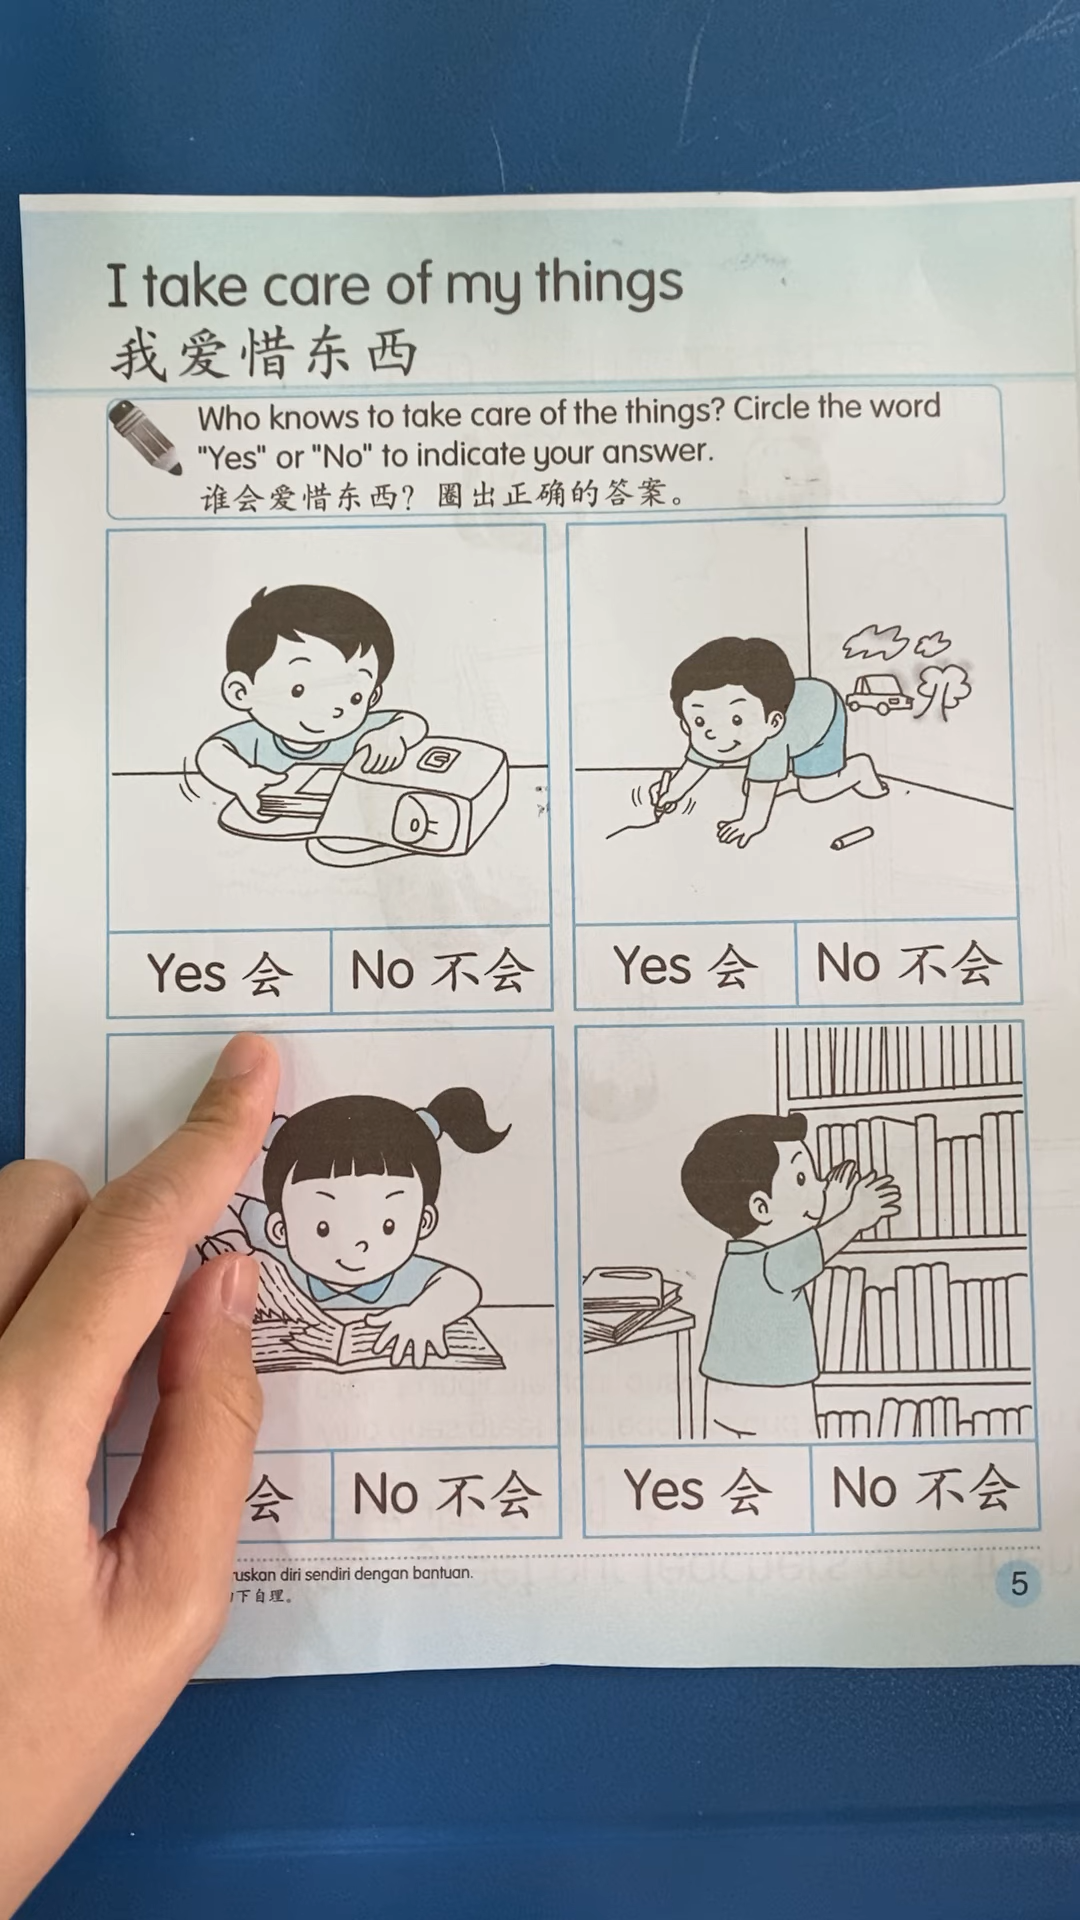 I take care of my things
我爱惜东西
Who knows to take care of the things? Circle the word
"Yes" or "No" to indicate your answer.
谁会爱惜东西? 圈出正确的答案。
Yes 会 No 不会
Yes 会 No 不会
会 No 不会
Yes 会 No 不会
diri sendiri dengan bantuan.
下自理。
5